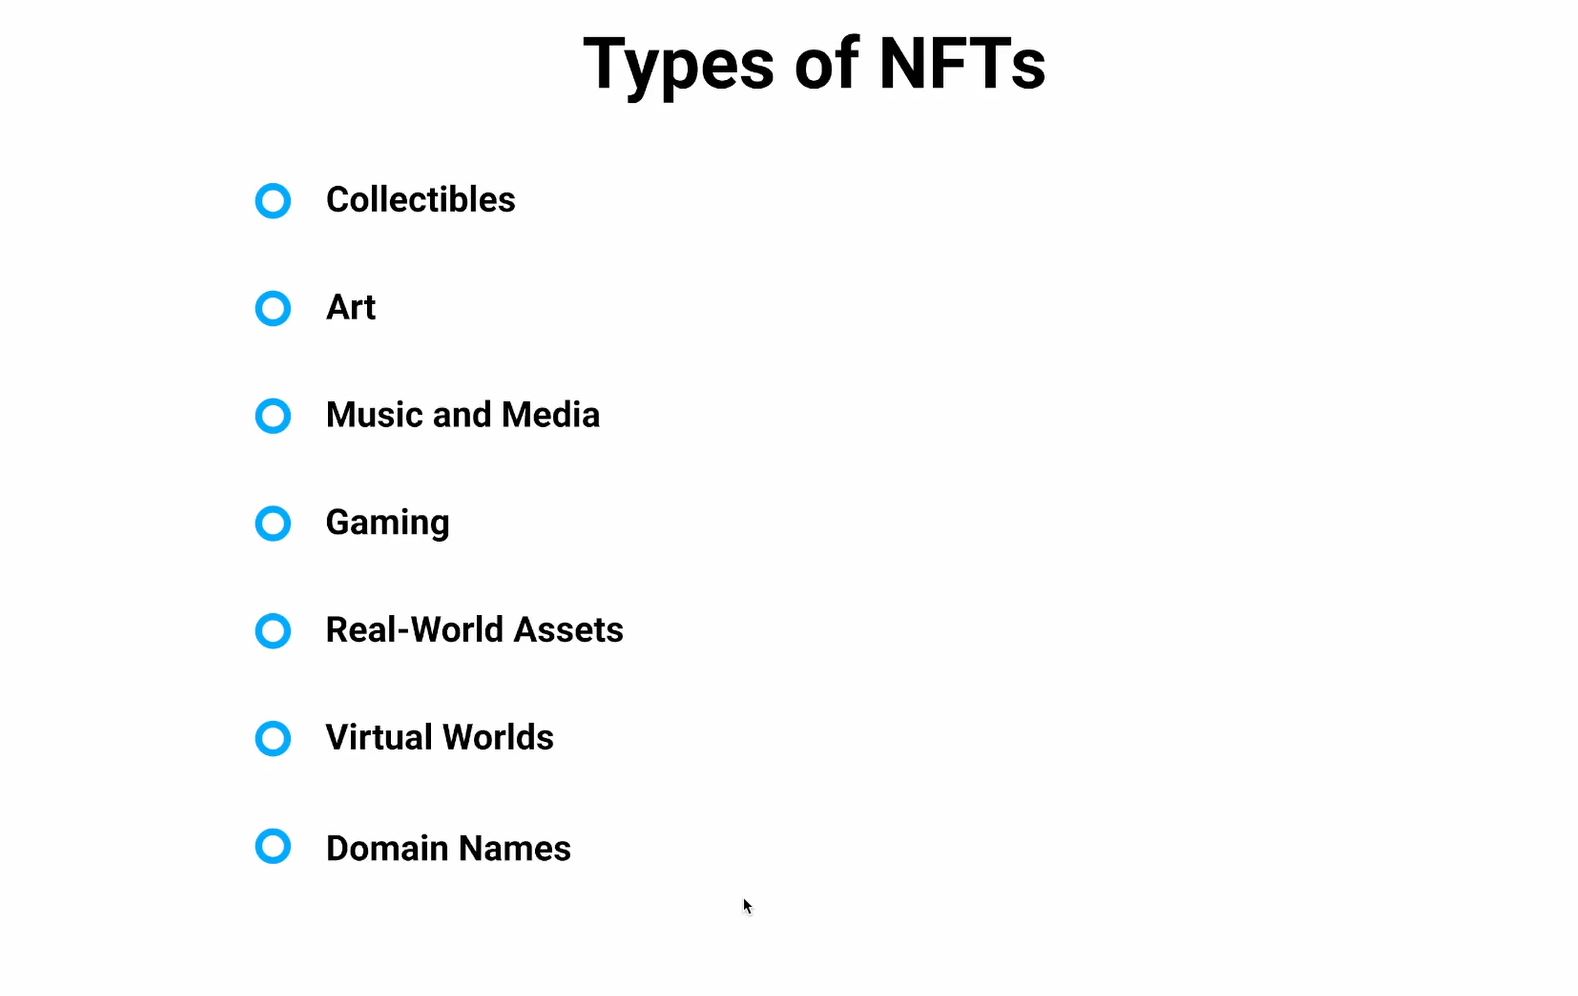 Types of NFTs
Collectibles
Art
Music and Media
Gaming
Real-World Assets
Virtual Worlds
Domain Names